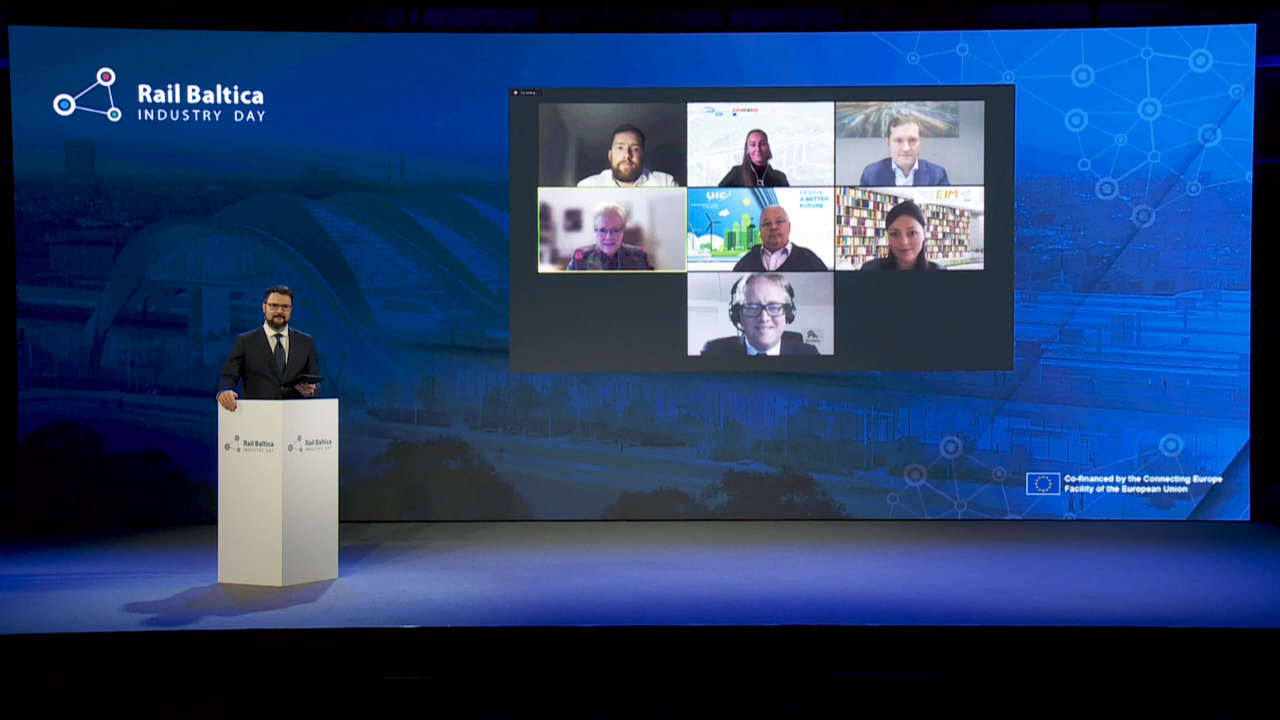 Rail Baltica
INDUSTRY DAY
uic
DESIGN
A BETTER
FUTURE
EIM
Rail Baltica
INDUSTRY DAY
Rail Baltica
INDUSTRY DAY
Co-financed by the Connecting Europe
Facility of the European Union